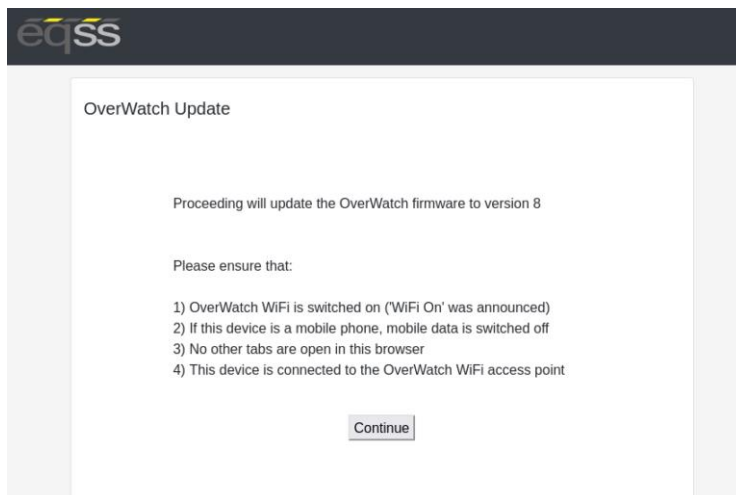 eqss
OverWatch Update
Proceeding will update the OverWatch firmware to version 8
Please ensure that:
1) OverWatch WiFi is switched on ('WiFi On' was announced)
2) If this device is a mobile phone, mobile data is switched off
3) No other tabs are open in this browser
4) This device is connected to the OverWatch WiFi access point
Continue